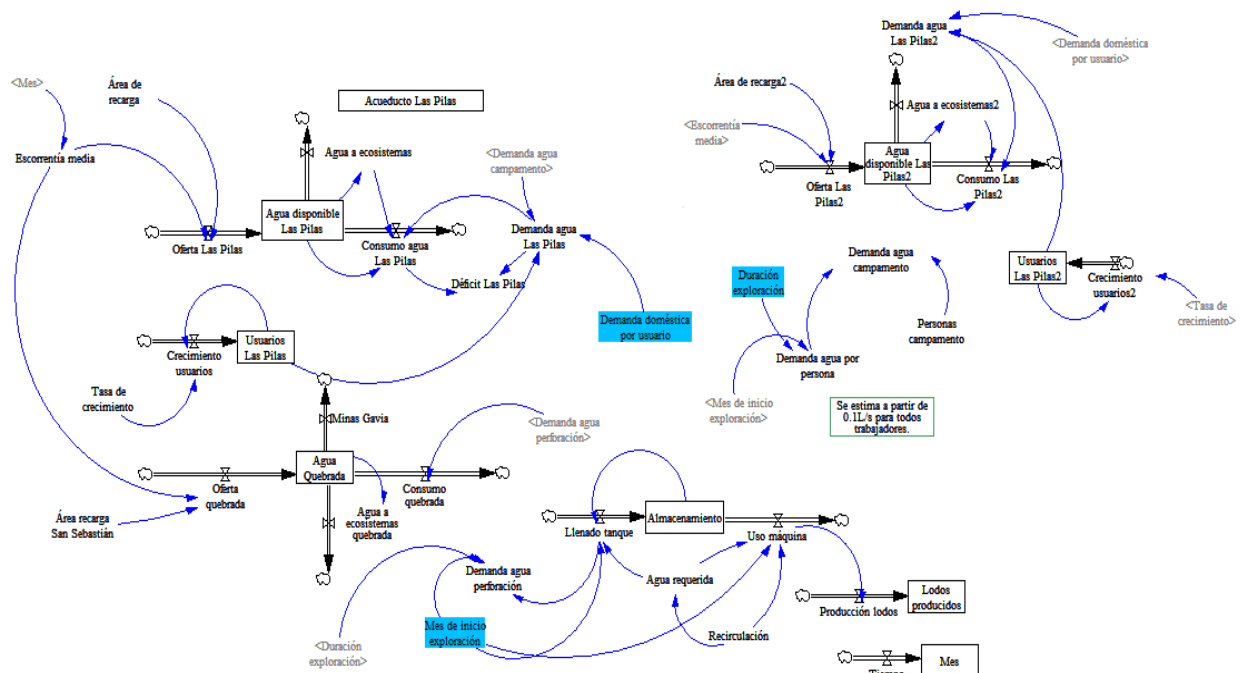 Demanda agua
Las Pilas2
<Demanda doméstica
por usuario>
<Mes>
Área de
recarga
Acueducto Las Pilas
Área de recarga2
Agua a ecosistemas2
Escorrentía media
Agua a ecosistemas
<Demanda agua
campamento>
<Escorrentía
media>
Agua
disponible Las
Pilas2
Oferta Las
Pilas2
Consumo Las
Pilas2
Agua disponible
Las Pilas
Oferta Las Pilas
Consumo agua
Las Pilas
Demanda agua
Las Pilas
Déficit Las Pilas
Demanda agua
campamento
Usuarios
Las Pilas2
Crecimiento
usuarios2
Duración
exploración
<Tasa de
crecimiento>
Demanda doméstica
por usuario
Personas
campamento
Usuarios
Las Pilas
Crecimiento
usuarios
Demanda agua por
persona
Tasa de
crecimiento
<Mes de inicio
exploración>
Se estima a partir de
0.1L/s para todos
trabajadores.
Minas Gavia
<Demanda agua
perforación>
Agua
Quebrada
Oferta
quebrada
Consumo
quebrada
Agua a
ecosistemas
quebrada
Área recarga
San Sebastián
Llenado tanque
Almacenamiento
Uso máquina
Demanda agua
perforación
Agua requerida
Producción lodos
Lodos
producidos
Mes de inicio
exploración
Recirculación
<Duración
exploración>
Mes
Tiempo